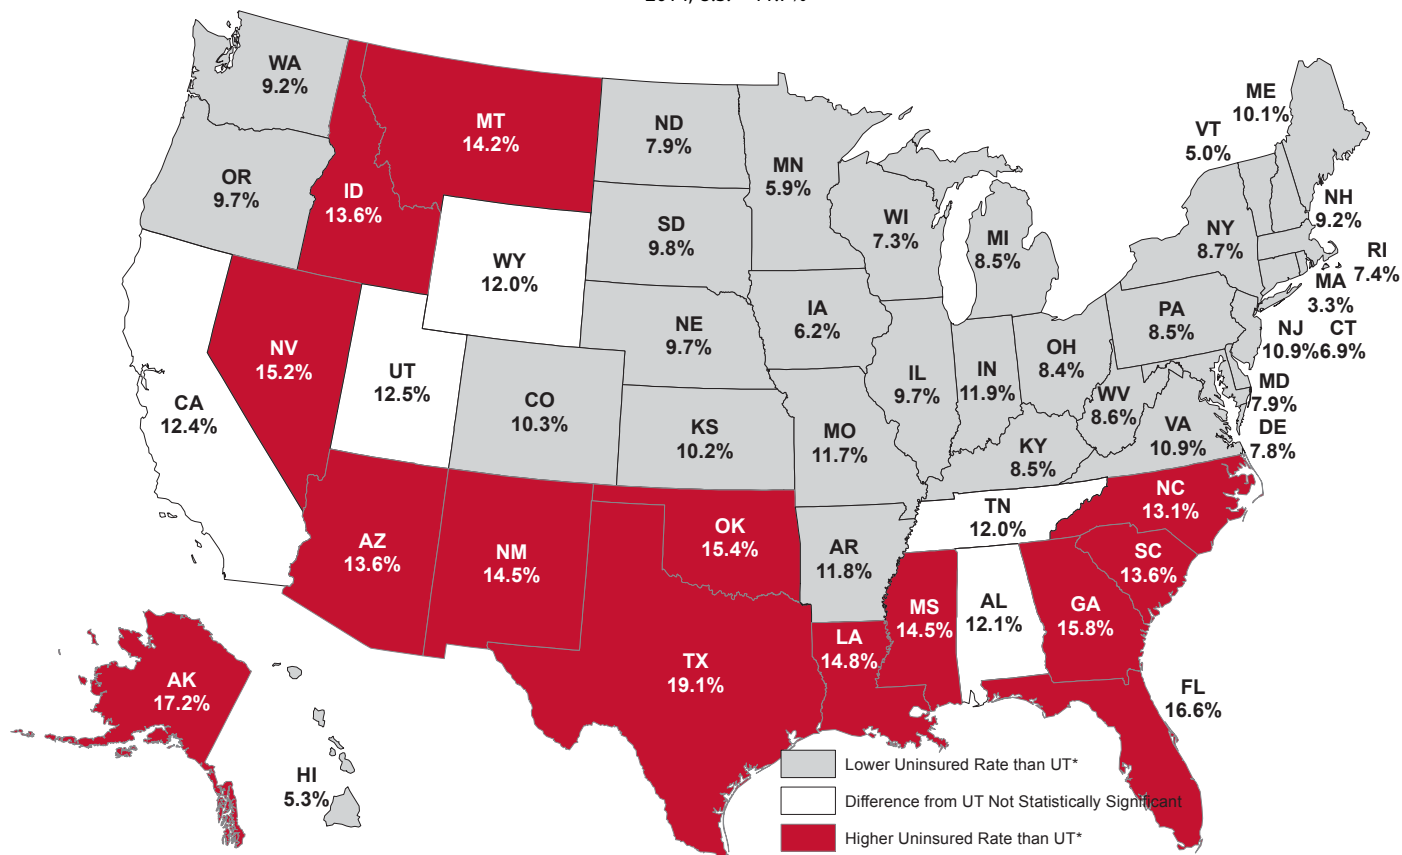 2014, U.S. = 11.7%
WA
9.2%
MT
14.2%
ND
7.9%
MN
5.9%
ME
10.1%
VT
5.0%
OR
9.7%
ID
13.6%
SD
9.8%
WI
7.3%
MI
8.5%
NY
8.7%
NH
9.2%
RI
7.4%
MA
3.3%
WY
12.0%
IA
6.2%
NE
9.7%
PA
8.5%
NJ
10.9%
CT
6.9%
NV
15.2%
UT
12.5%
CO
10.3%
CA
12.4%
KS
10.2%
MO
11.7%
IL
9.7%
IN
11.9%
OH
8.4%
WV
8.6%
MD
7.9%
DE
7.8%
VA
10.9%
KY
8.5%
NC
13.1%
TN
12.0%
AZ
13.6%
NM
14.5%
OK
15.4%
AR
11.8%
SC
13.6%
MS
14.5%
AL
12.1%
GA
15.8%
LA
14.8%
TX
19.1%
AK
17.2%
FL
16.6%
HI
5.3%
Lower Uninsured Rate than UT*
Difference from UT Not Statistically Significant
Higher Uninsured Rate than UT*